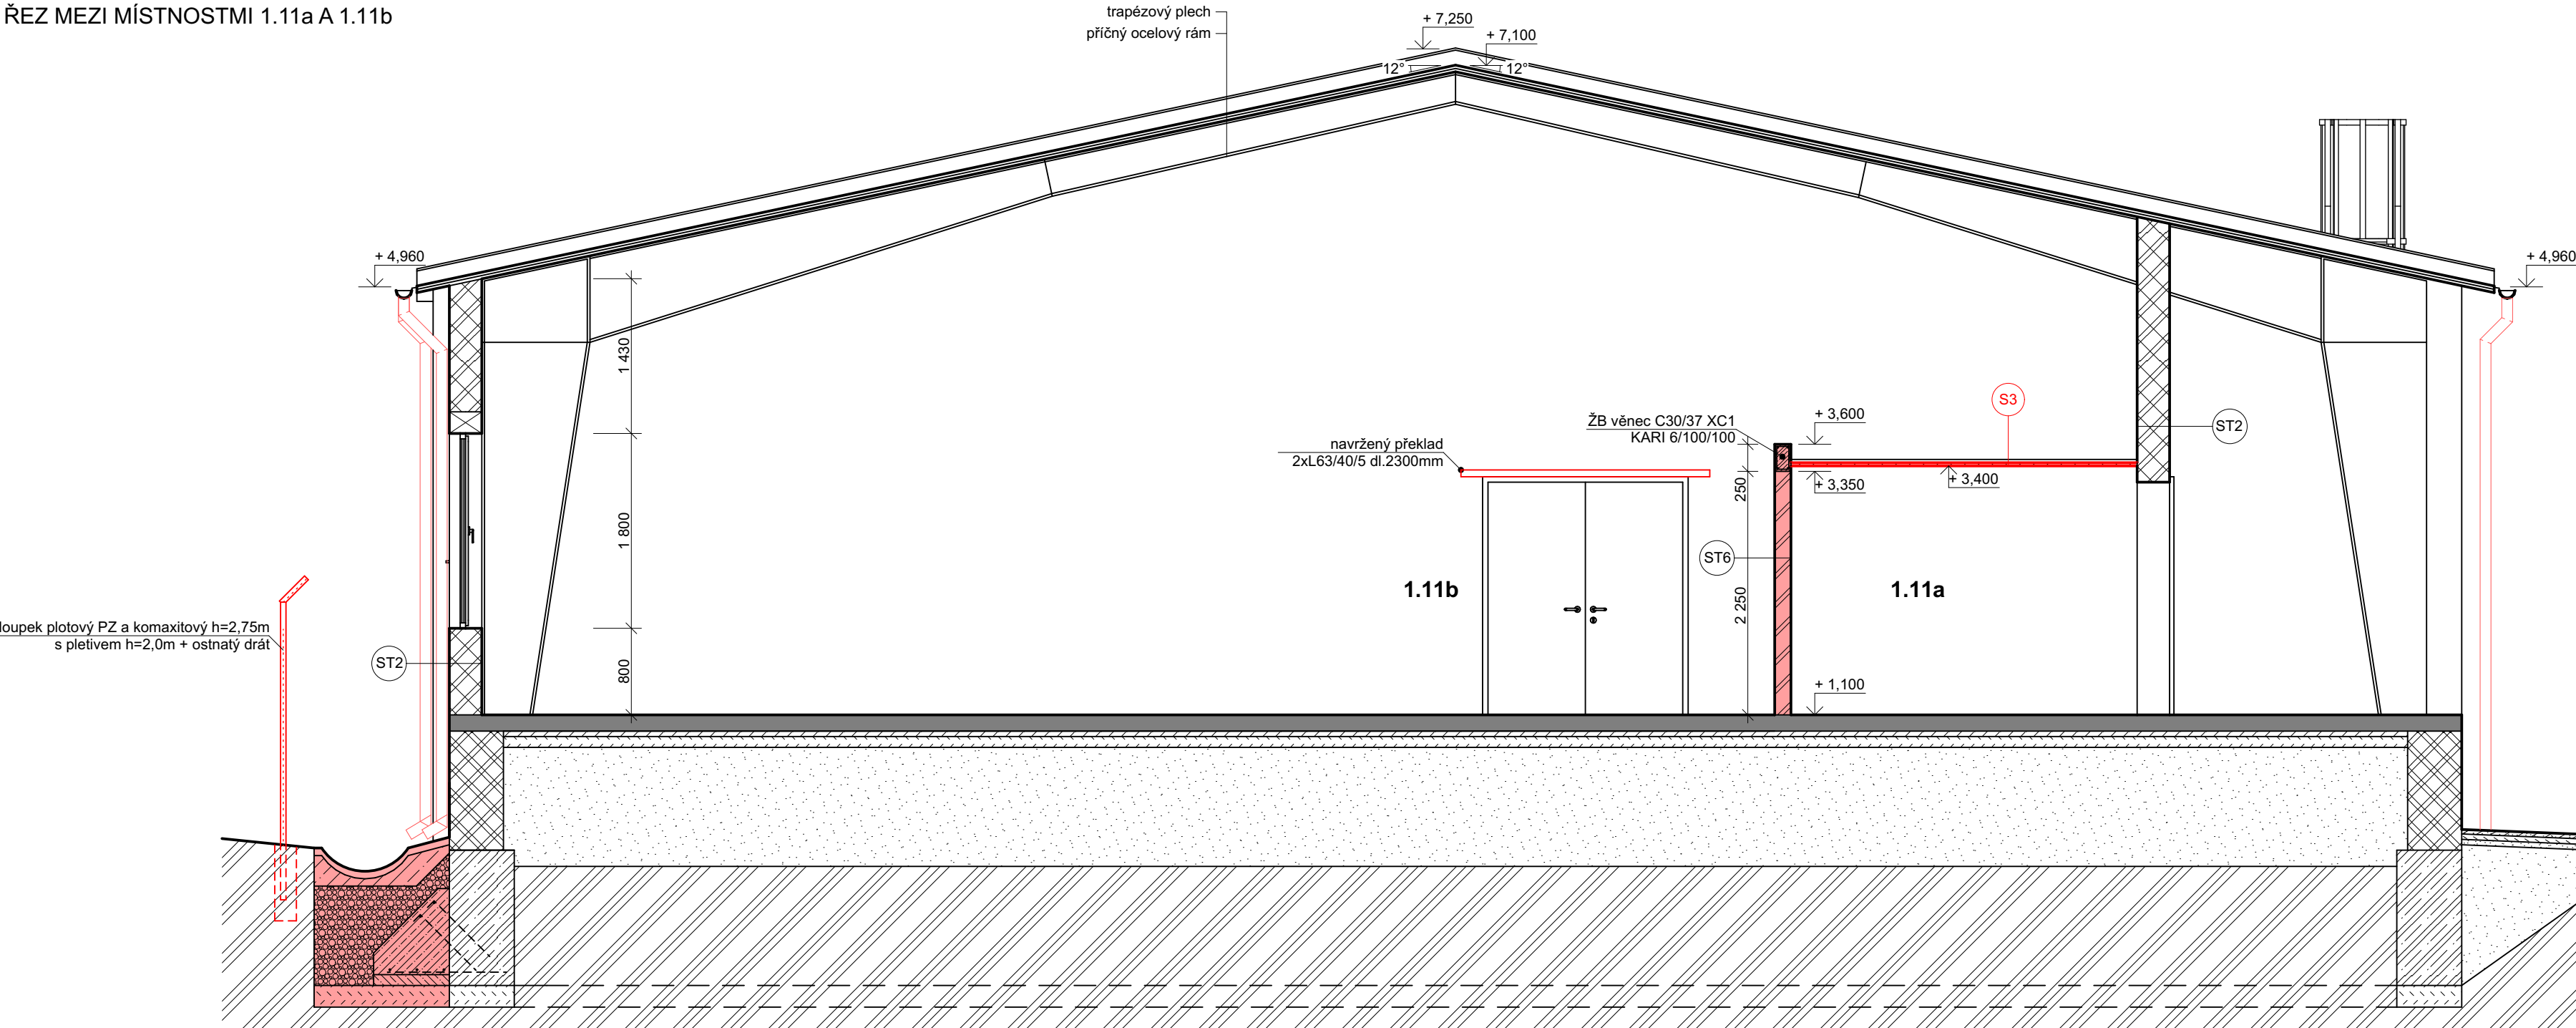 ŘEZ MEZI MÍSTNOSTMI 1.11a A 1.11b
trapézový plech
příčný ocelový rám
+ 7,250
+ 7,100
12°
12°
+ 4,960
+ 4,960
1 430
1 800
800
S3
ST2
ŽB věnec C30/37 XC1
KARI 6/100/100
+ 3,600
navržený překlad
2xL63/40/5 dl.2300mm
250
+ 3,350
+ 3,400
ST6
1.11b
1.11a
2 250
plotový PZ a komaxitový h=2,75m
s pletivem h=2,0m + ostnatý drát
ST2
+ 1,100